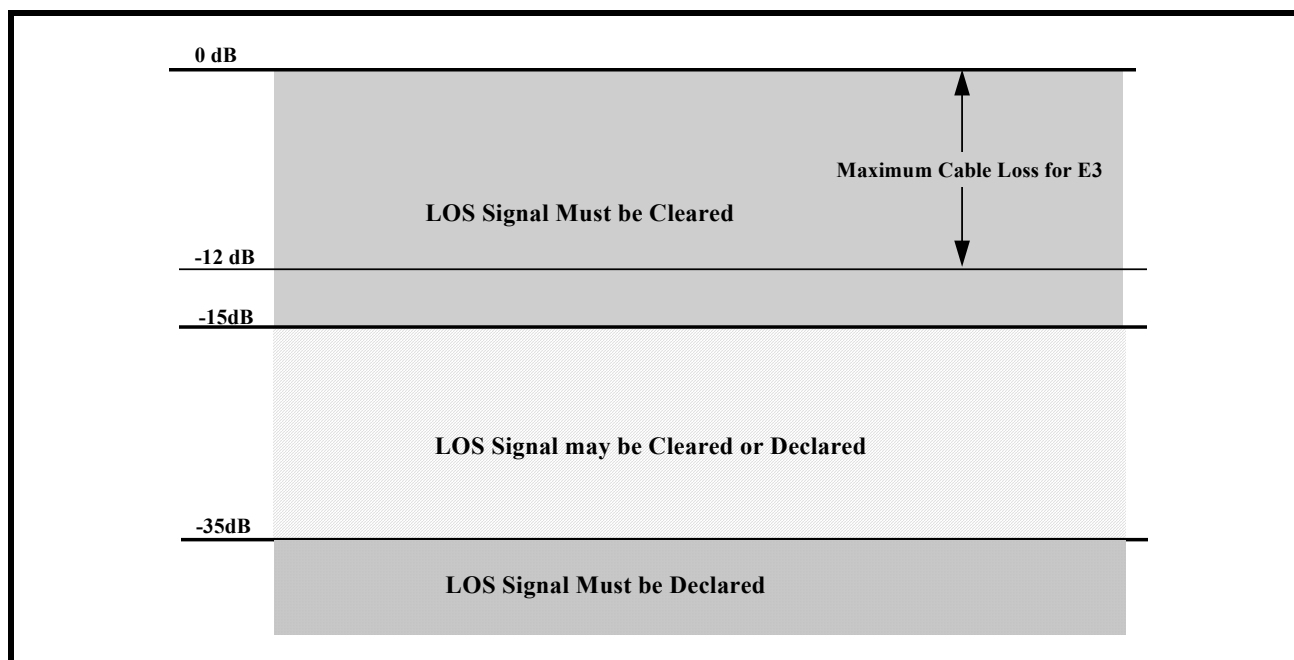 0 dB
Maximum Cable Loss for E3
LOS Signal Must be Cleared
-12 dB
-15dB
LOS Signal may be Cleared or Declared
-35dB
LOS Signal Must be Declared